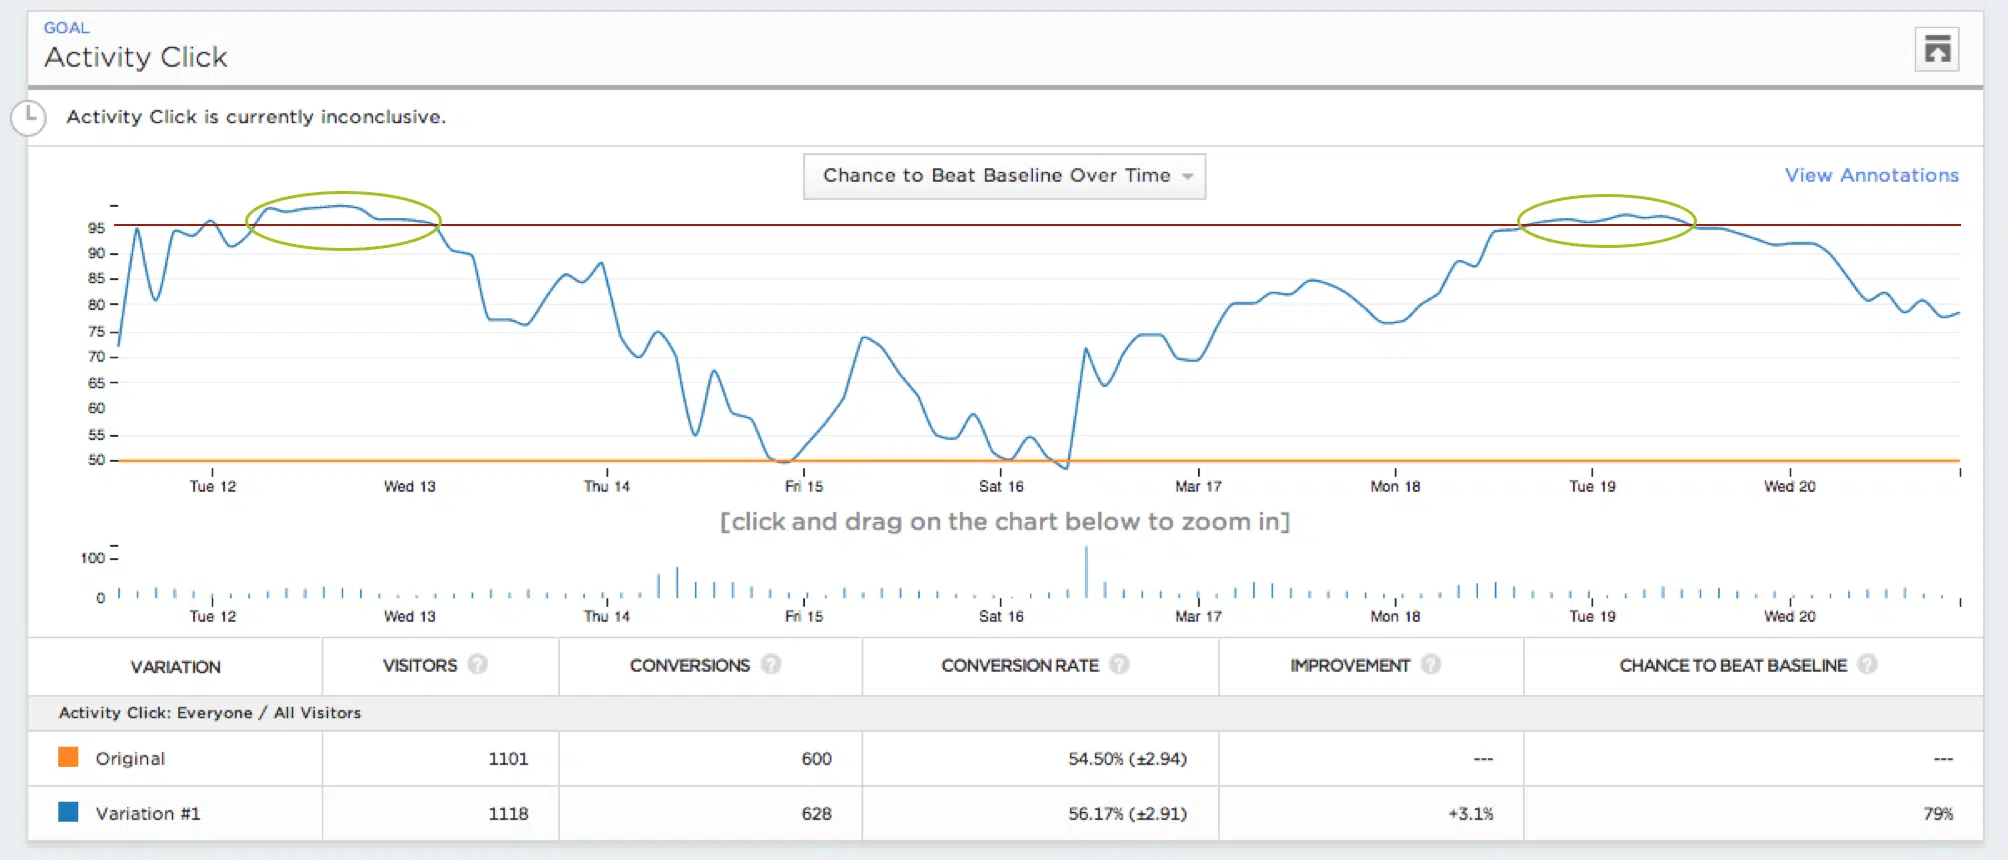 GOAL
Activity Click
Activity Click is currently inconclusive.
Chance to Beat Baseline Over Time
View Annotations
95
90
85
80
75
70
65
60
55
50
Tue 12 Wed 13 Thu 14 Fri 15 Sat 16 Mar 17 Mon 18 Tue 19 Wed 20
[click and drag on the chart below to zoom in]
100
0
Tue 12 Wed 13 Thu 14 Fri 15 Sat 16 Mar 17 Mon 18 Tue 19 Wed 20
VARIATION VISITORS ? CONVERSIONS ? CONVERSION RATE ? IMPROVEMENT ? CHANCE TO BEAT BASELINE ?
Activity Click: Everyone / All Visitors
Original 1101 600 54.50% (±2.94) --- ---
Variation #1 1118 628 56.17% (±2.91) +3.1% 79%